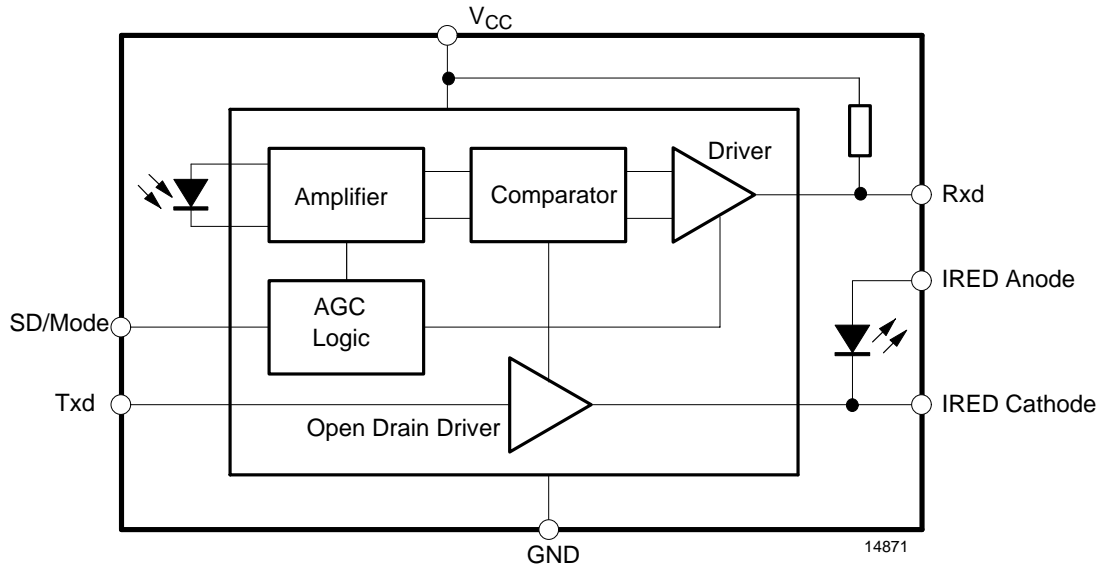 VCC
Driver
Amplifier
Comparator
Rxd
IRED Anode
AGC
Logic
SD/Mode
Txd
Open Drain Driver
IRED Cathode
GND
14871